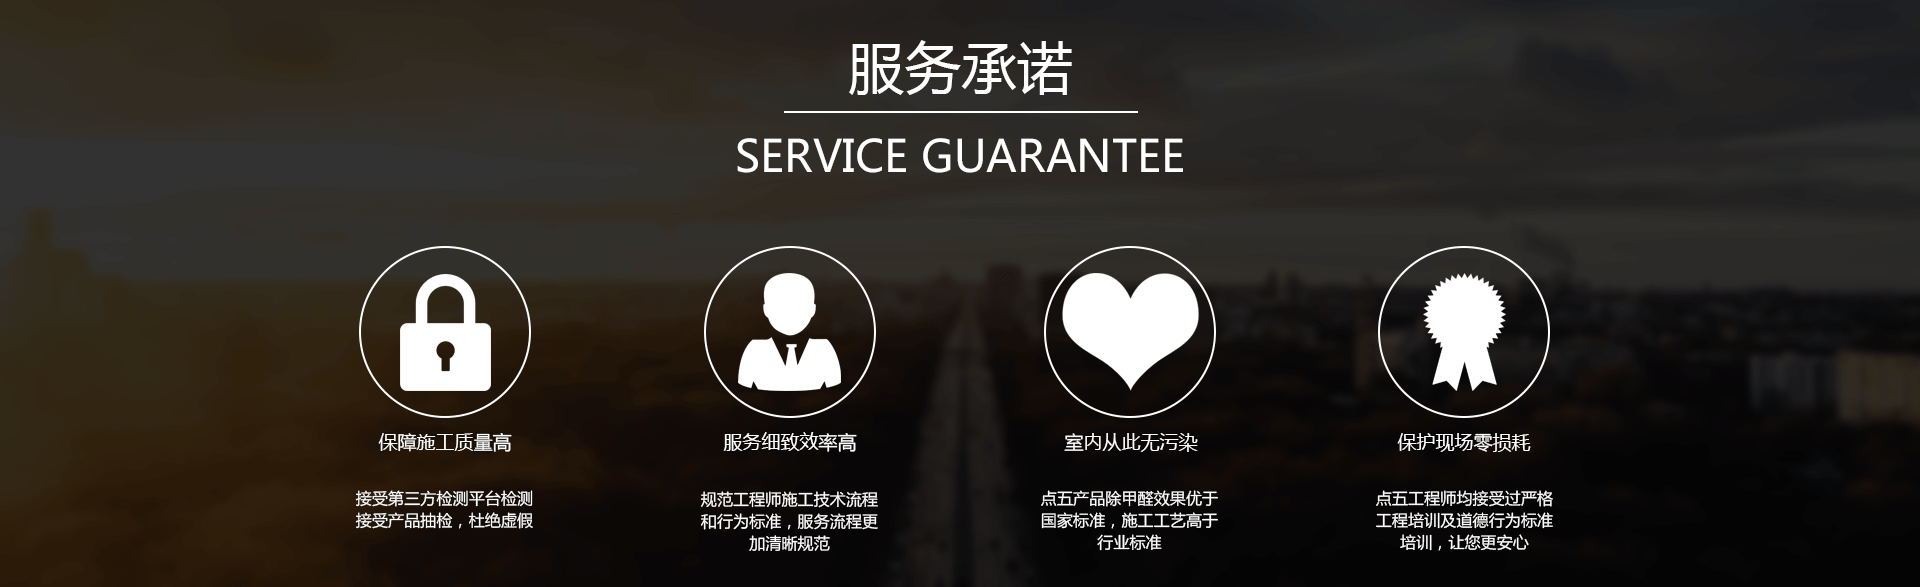 服务承诺
SERVICE GUARANTEE
保障施工质量高
接受第三方检测平台检测
接受产品抽检，杜绝虚假
服务细致效率高
规范工程师施工技术流程
和行为标准，服务流程更
加清晰规范
室内从此无污染
点五产品除甲醛效果优于
国家标准，施工工艺高于
行业标准
保护现场零损耗
点五工程师均接受过严格
工程培训及道德行为标准
培训，让您更安心